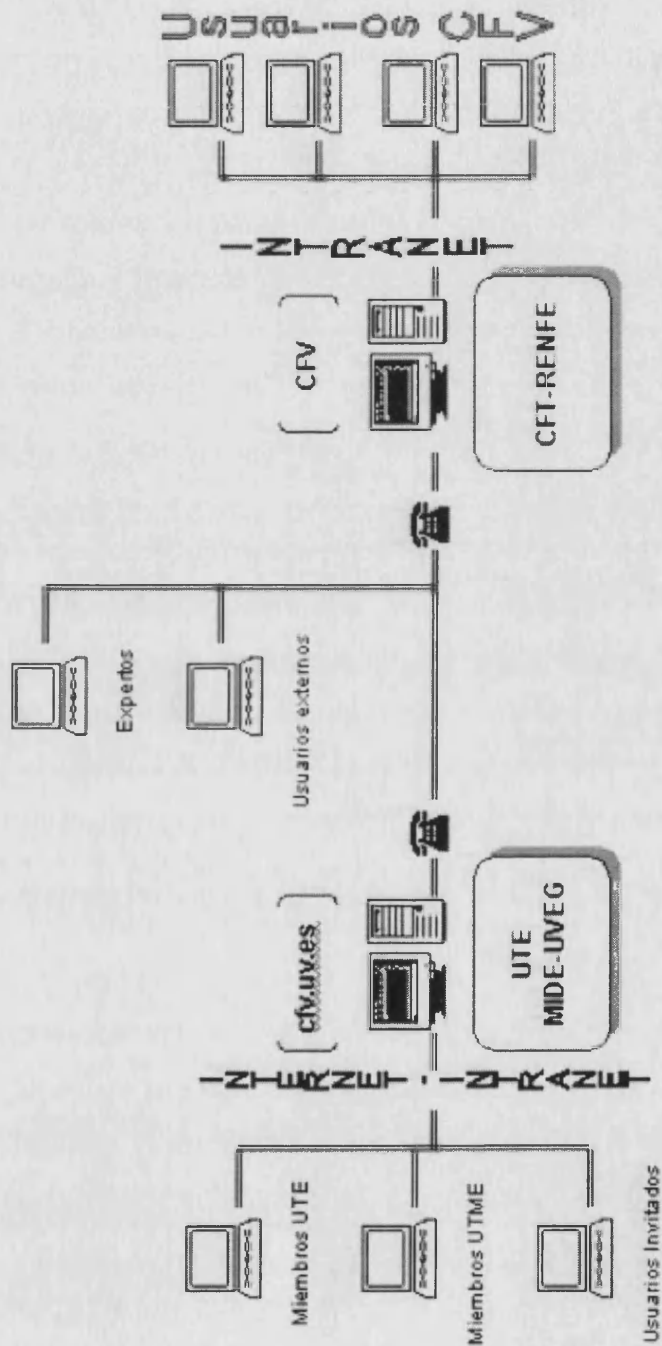 Miembros UTE
Miembros UTME
Usuarios Invitados
INTERNET - INTRANET
cfv.uv.es
UTE
MIDE-UVEG
Expertos
Usuarios externos
CFV
CFT-RENFE
INTRANET
Usuarios CFV